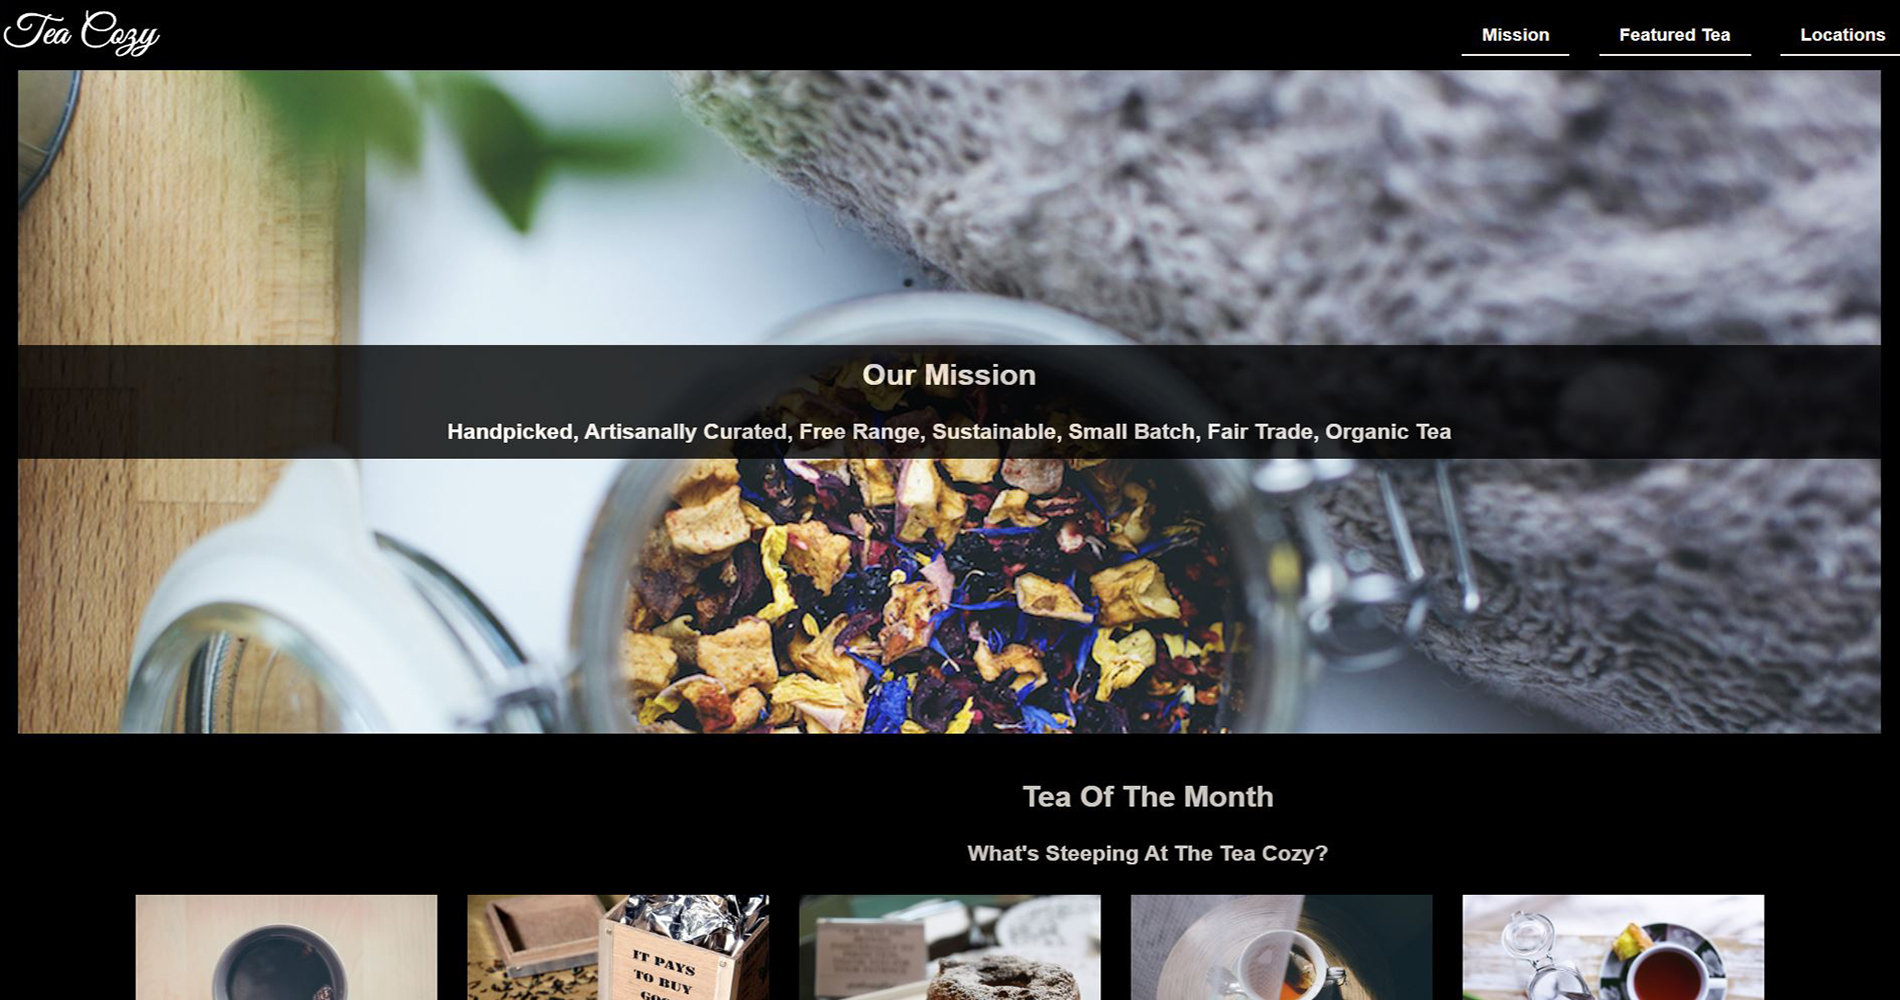 Tea Cozy
Mission
Featured Tea
Locations
Our Mission
Handpicked, Artisanally Curated, Free Range, Sustainable, Small Batch, Fair Trade, Organic Tea
Tea Of The Month
What's Steeping At The Tea Cozy?
IT PAYS
TO BUY